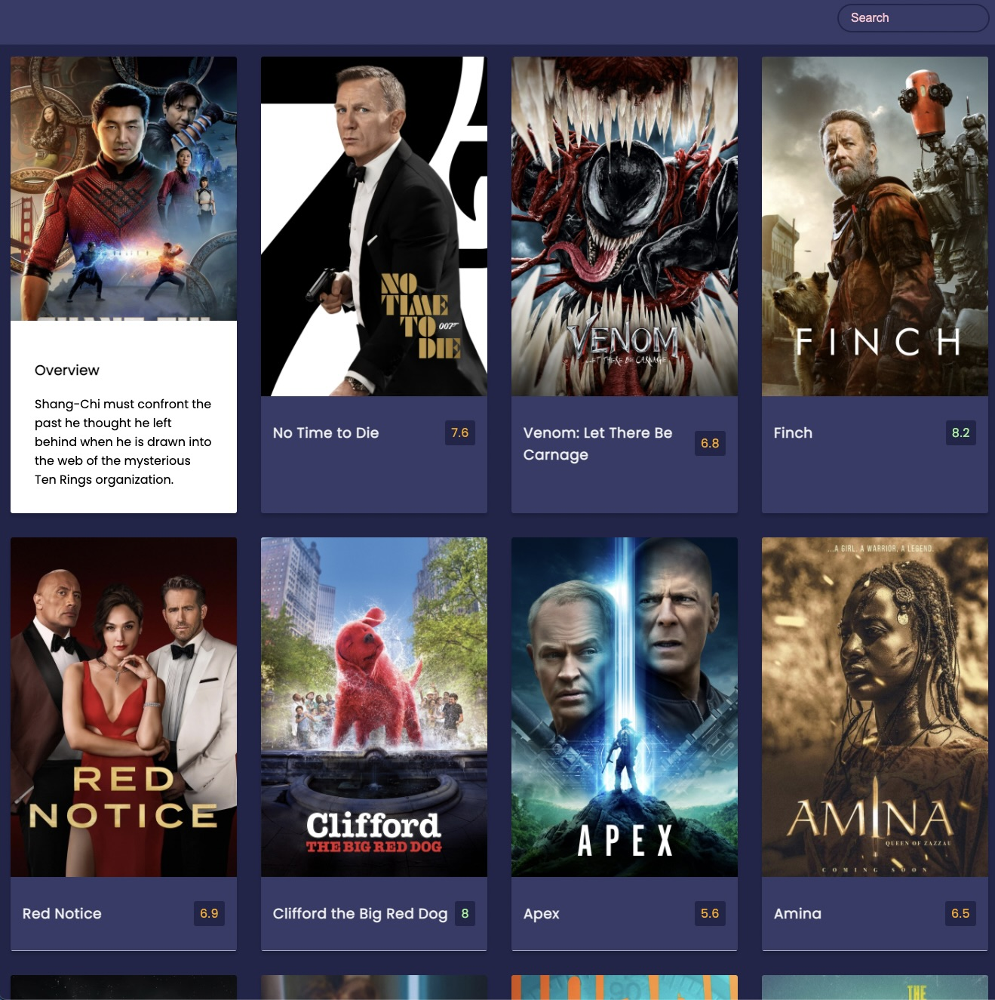 Search
Overview
Shang-Chi must confront the
past he thought he left
behind when he is drawn into
the web of the mysterious
Ten Rings organization.
NO
TIME
TO 007
DIE
No Time to Die 7.6
VENOM
LET THERE BE CARNAGE
Venom: Let There Be
Carnage
6.8
FINCH
Finch 8.2
RED
NOTICE
Red Notice 6.9
Clifford
THE BIG RED DOG
Clifford the Big Red Dog 8
APEX
Apex 5.6
...A GIRL. A WARRIOR, A LEGEND.
AMINA
QUEEN OF ZAZZAU
COMING SOON
Amina 6.5
90
THE